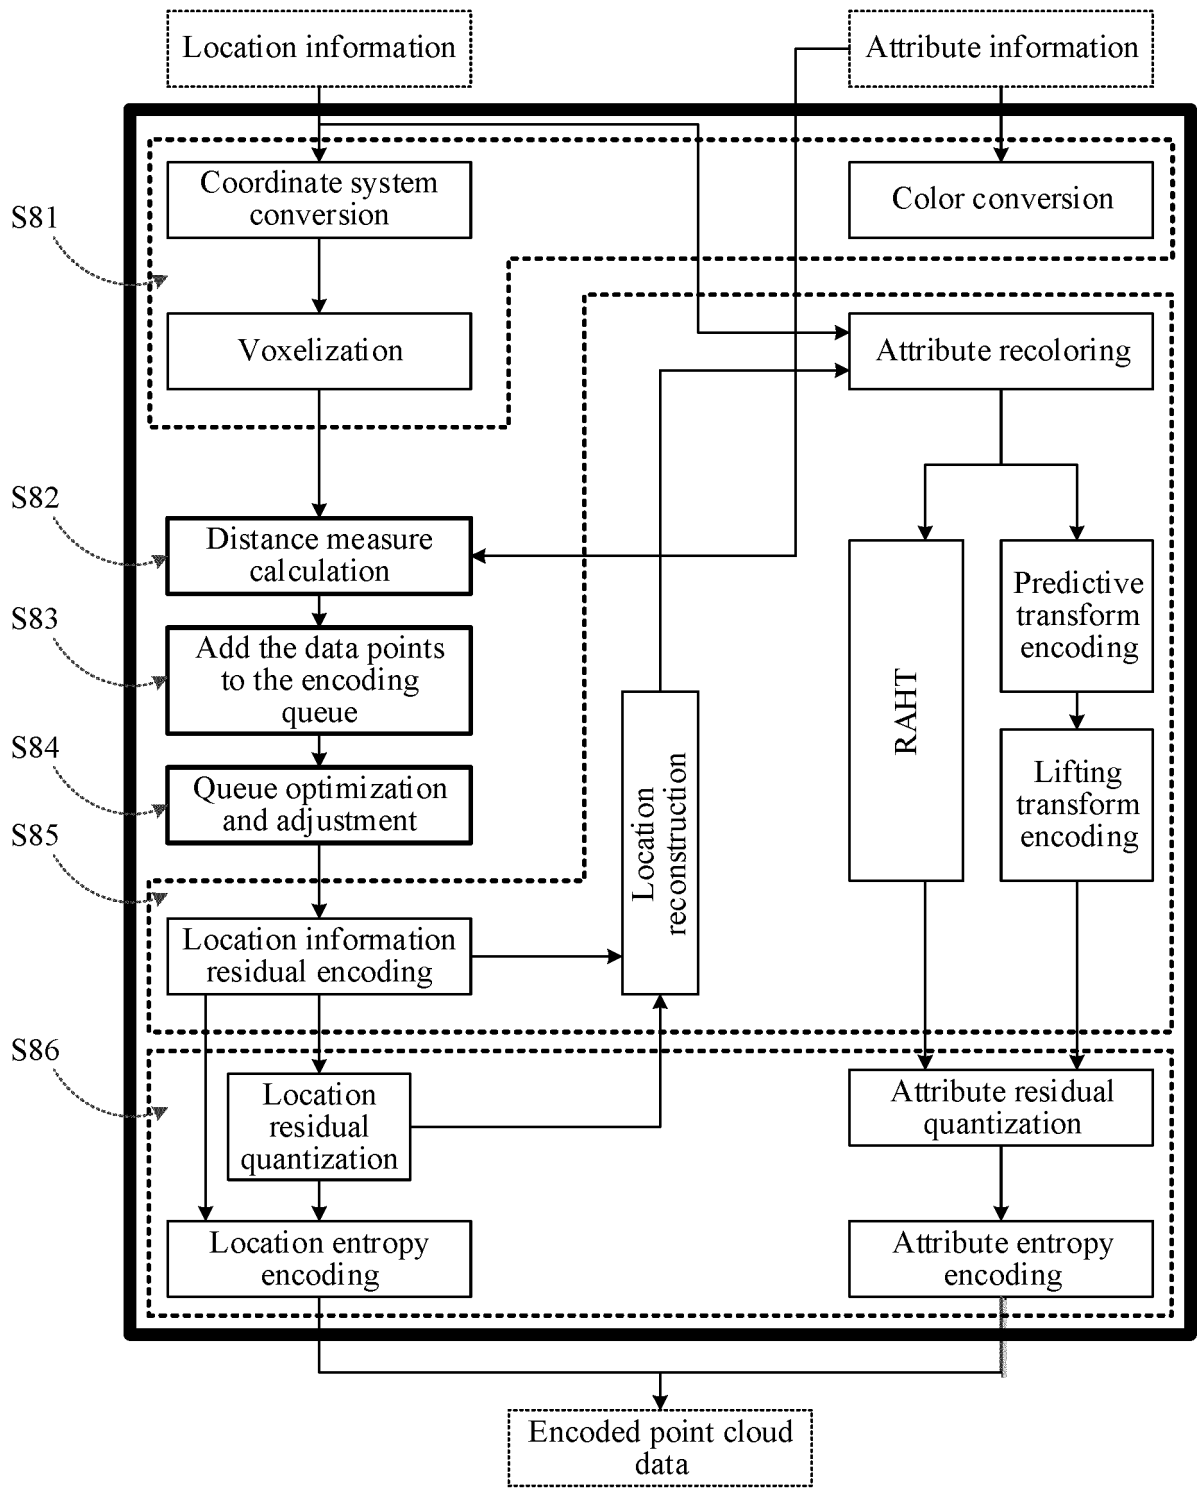 Location information
Attribute information
Coordinate system
conversion
Color conversion
S81
Voxelization
Attribute recoloring
S82
Distance measure
calculation
S83
Add the data points
to the encoding
queue
S84
Queue optimization
and adjustment
S85
Location information
residual encoding
Location
reconstruction
RAHT
Predictive
transform
encoding
Lifting
transform
encoding
S86
Location
residual
quantization
Attribute residual
quantization
Location entropy
encoding
Attribute entropy
encoding
Encoded point cloud
data